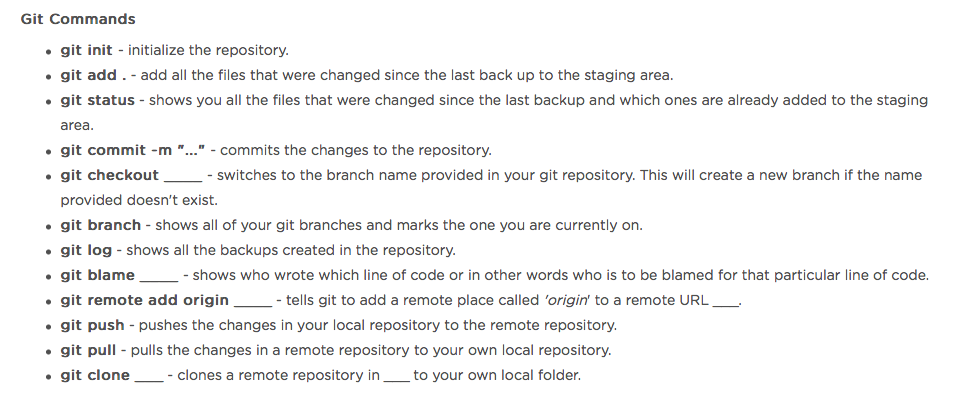 Git Commands
• git init - initialize the repository.
• git add . - add all the files that were changed since the last back up to the staging area.
• git status - shows you all the files that were changed since the last backup and which ones are already added to the staging
area.
• git commit -m "..." - commits the changes to the repository.
• git checkout _____ - switches to the branch name provided in your git repository. This will create a new branch if the name
provided doesn't exist.
• git branch - shows all of your git branches and marks the one you are currently on.
• git log - shows all the backups created in the repository.
• git blame _____ - shows who wrote which line of code or in other words who is to be blamed for that particular line of code.
• git remote add origin _____ - tells git to add a remote place called 'origin' to a remote URL ___.
• git push - pushes the changes in your local repository to the remote repository.
• git pull - pulls the changes in a remote repository to your own local repository.
• git clone ___ - clones a remote repository in ___ to your own local folder.